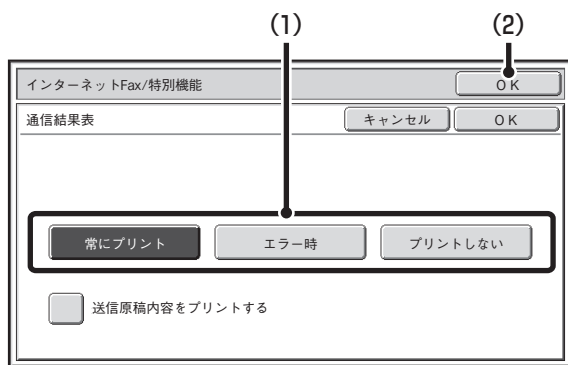 (1) (2)
インターネットFax/特別機能 OK
通信結果表 キャンセル OK
常にプリント エラー時 プリントしない
送信原稿内容をプリントする